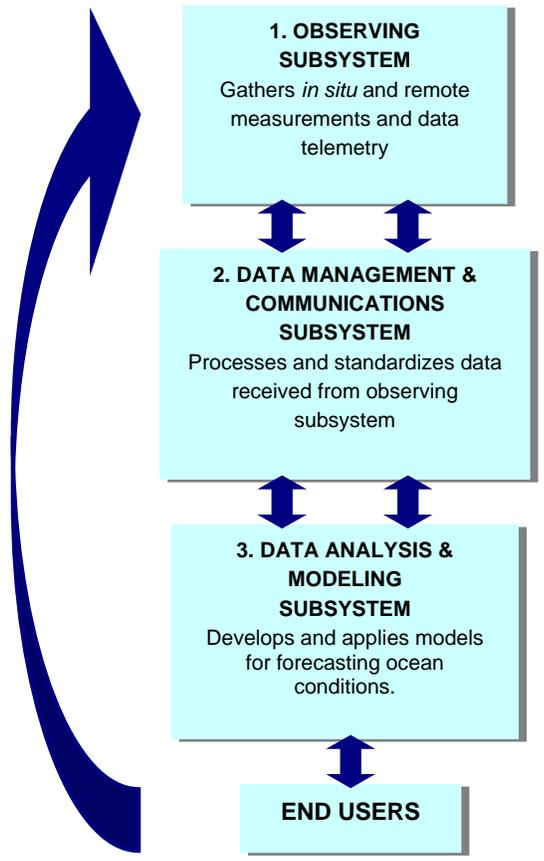 1. OBSERVING
SUBSYSTEM
Gathers in situ and remote
measurements and data
telemetry
2. DATA MANAGEMENT &
COMMUNICATIONS
SUBSYSTEM
Processes and standardizes data
received from observing
subsystem
3. DATA ANALYSIS &
MODELING
SUBSYSTEM
Develops and applies models
for forecasting ocean
conditions.
END USERS